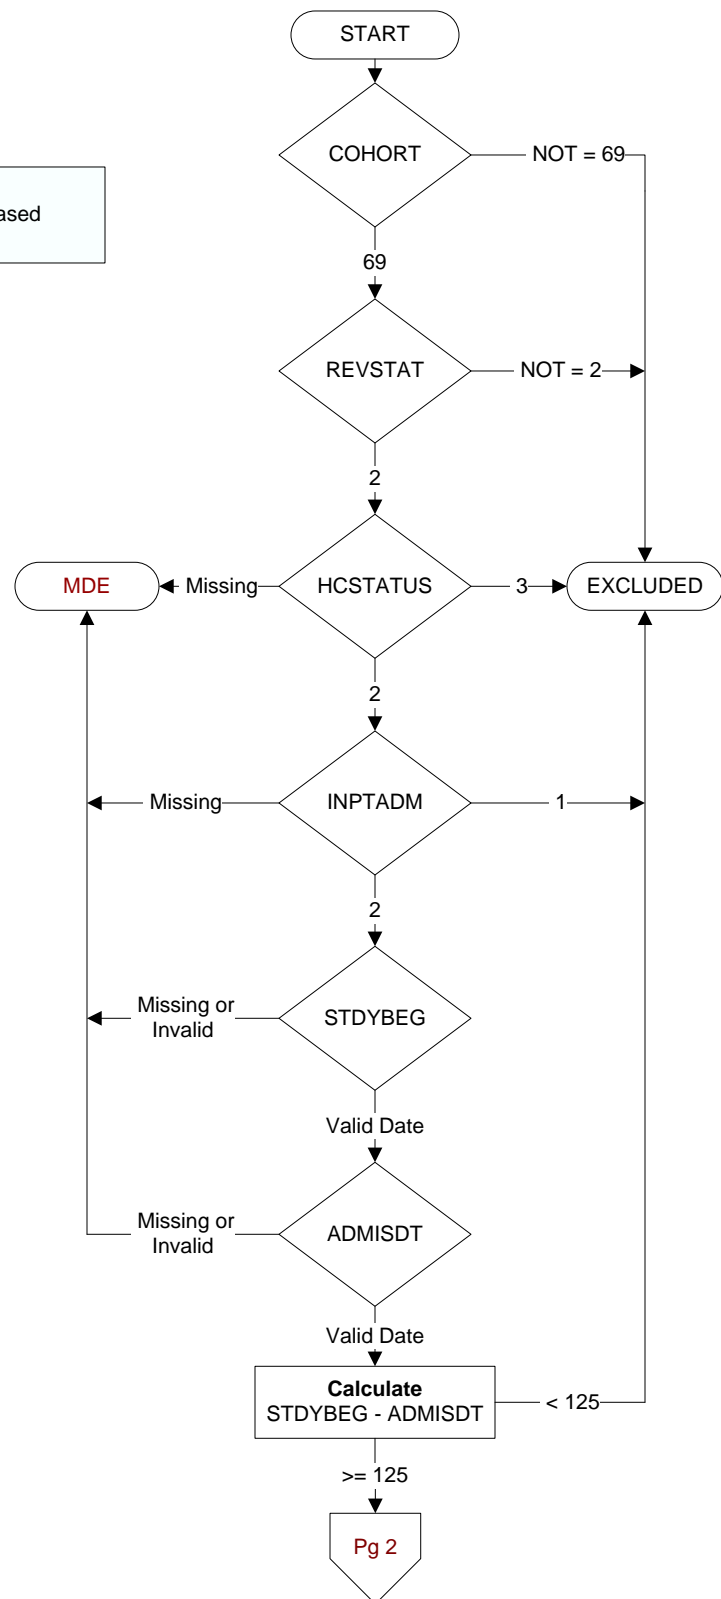 START
COHORT
NOT = 69
69
REVSTAT
NOT = 2
2
MDE
Missing
HCSTATUS
3
EXCLUDED
2
Missing
INPTADM
1
2
Missing or
Invalid
STDYBEG
Valid Date
Missing or
Invalid
ADMISDT
Valid Date
Calculate
STDYBEG - ADMISDT
< 125
>= 125
Pg 2